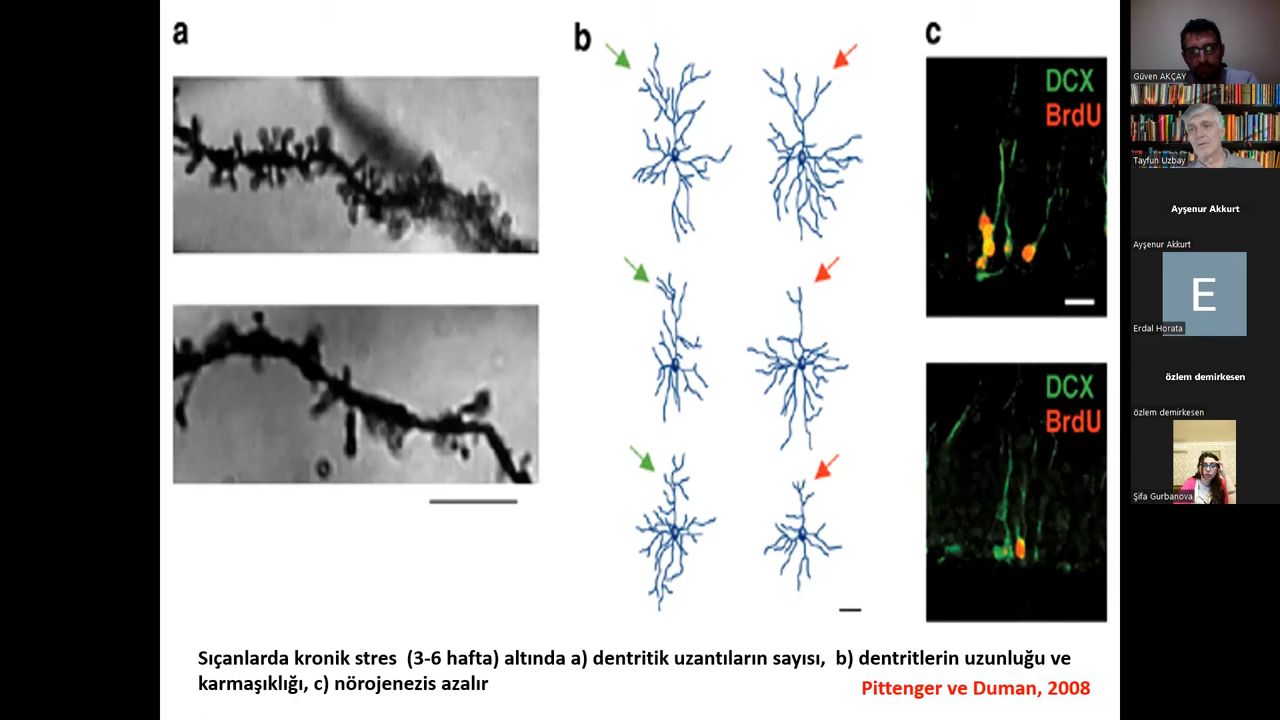 a
b
c
DCX
BrdU
DCX
BrdU
Sıçanlarda kronik stres (3-6 hafta) altında a) dentritik uzantıların sayısı, b) dentritlerin uzunluğu ve
karmaşıklığı, c) nörojenezis azalır
Pittenger ve Duman, 2008
Güven AKÇAY
Tayfun Uzbay
Ayşenur Akkurt
Ayşenur Akkurt
E
Erdal Horata
özlem demirkesen
özlem demirkesen
Şifa Gurbanova